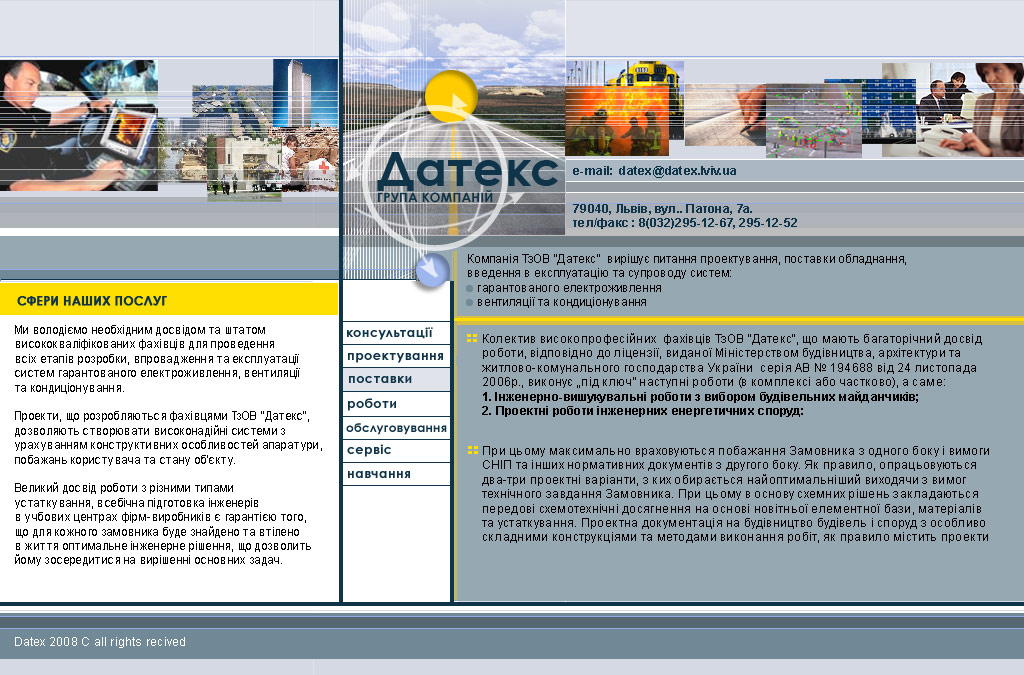 Датекс
ГРУПА КОМПАНІЙ
e-mail: datex@datex.lviv.ua
79040, Львів, вул.. Патона, 7а.
тел/факс : 8(032)295-12-67, 295-12-52
Компанія ТзОВ "Датекс" вирішує питання проектування, поставки обладнання,
введення в експлуатацію та супроводу систем:
гарантованого електроживлення
вентиляції та кондиціонування
СФЕРИ НАШИХ ПОСЛУГ
Ми володіємо необхідним досвідом та штатом
висококваліфікованих фахівців для проведення
всіх етапів розробки, впровадження та експлуатації
систем гарантованого електроживлення, вентиляції
та кондиціонування.
Проекти, що розробляються фахівцями ТзОВ "Датекс",
дозволяють створювати високонадійні системи з
урахуванням конструктивних особливостей апаратури,
побажань користувача та стану об'єкту.
Великий досвід роботи з різними типами
устаткування, всебічна підготовка інженерів
в учбових центрах фірм-виробників є гарантією того,
що для кожного замовника буде знайдено та втілено
в життя оптимальне інженерне рішення, що дозволить
йому зосередитися на вирішенні основних задач.
консультації
проектування
поставки
роботи
обслуговування
сервіс
навчання
Колектив високопрофесійних фахівців ТзОВ "Датекс", що мають багаторічний досвід
роботи, відповідно до ліцензії, виданої Міністерством будівництва, архітектури та
житлово-комунального господарства України серія АВ № 194688 від 24 листопада
2006р., виконує „під ключ” наступні роботи (в комплексі або частково), а саме:
1. Інженерно-вишукувальні роботи з вибором будівельних майданчиків;
2. Проектні роботи інженерних енергетичних споруд:
При цьому максимально враховуються побажання Замовника з одного боку і вимоги
СНІП та інших нормативних документів з другого боку. Як правило, опрацьовуються
два-три проектні варіанти, з ких обирається найоптимальніший виходячи з вимог
технічного завдання Замовника. При цьому в основу схемних рішень закладаються
передові схемотехнічні досягнення на основі новітньої елементної бази, матеріалів
та устаткування. Проектна документація на будівництво будівель і споруд з особливо
складними конструкціями та методами виконання робіт, як правило містить проекти
Datex 2008 C all rights recived